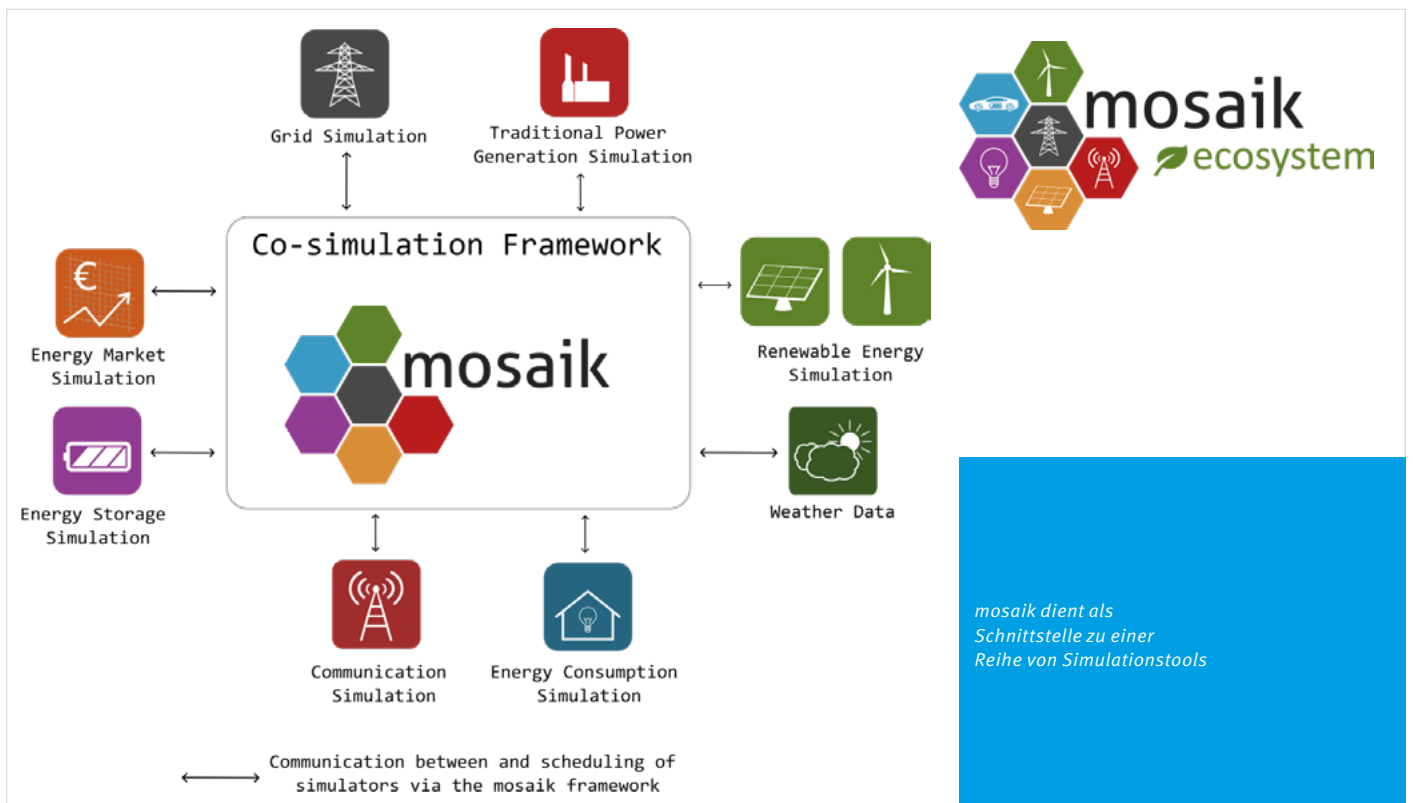 Grid Simulation
Traditional Power
Generation Simulation
mosaik
ecosystem
Co-simulation Framework
mosaik
€
Energy Market
Simulation
Renewable Energy
Simulation
Energy Storage
Simulation
Weather Data
Communication
Simulation
Energy Consumption
Simulation
Communication between and scheduling of
simulators via the mosaik framework
mosaik dient als
Schnittstelle zu einer
Reihe von Simulationstools